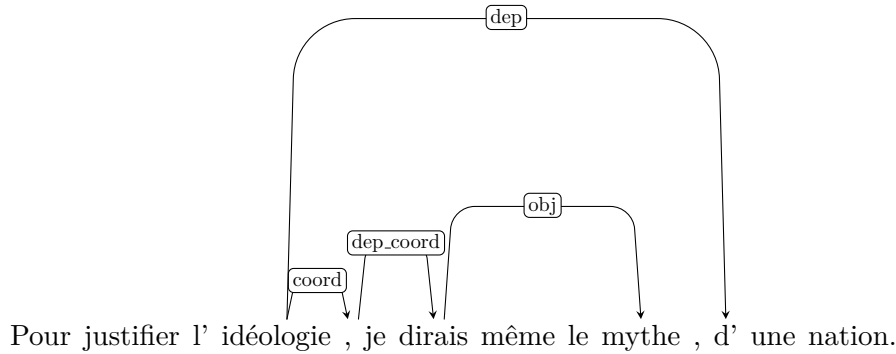 dep
obj
dep_coord
coord
Pour justifier l' idéologie , je dirais même le mythe , d' une nation.